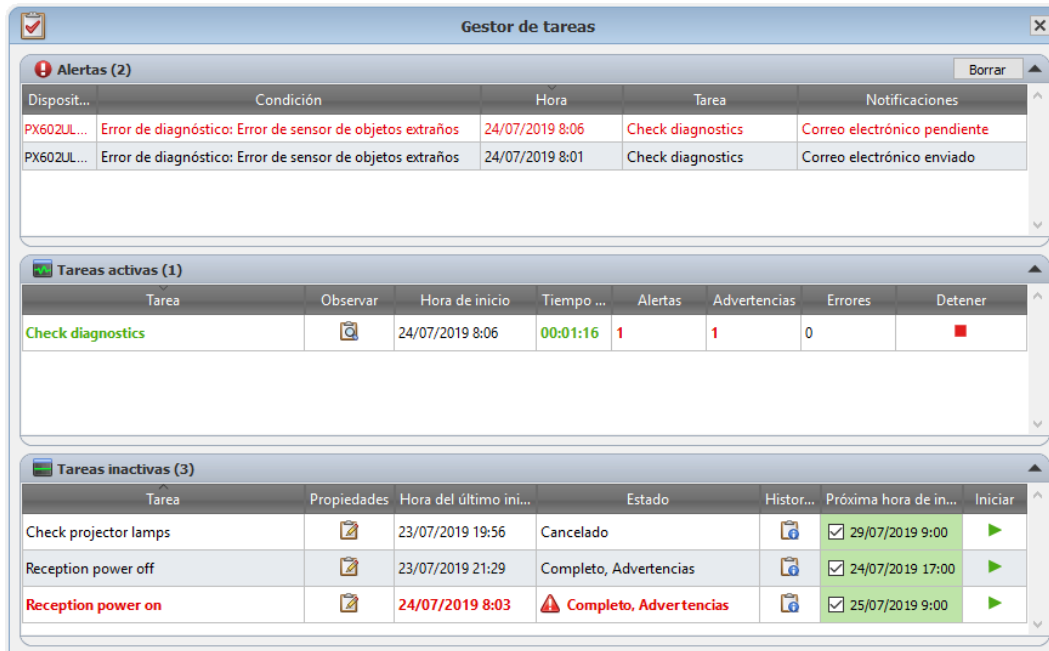 Gestor de tareas
Alertas (2) Borrar
Disposit... Condición Hora Tarea Notificaciones
PX602UL... Error de diagnóstico: Error de sensor de objetos extraños 24/07/2019 8:06 Check diagnostics Correo electrónico pendiente
PX602UL... Error de diagnóstico: Error de sensor de objetos extraños 24/07/2019 8:01 Check diagnostics Correo electrónico enviado
Tareas activas (1)
Tarea Observar Hora de inicio Tiempo ... Alertas Advertencias Errores Detener
Check diagnostics 24/07/2019 8:06 00:01:16 1 1 0
Tareas inactivas (3)
Tarea Propiedades Hora del último ini... Estado Histor... Próxima hora de in... Iniciar
Check projector lamps 23/07/2019 19:56 Cancelado 29/07/2019 9:00
Reception power off 23/07/2019 21:29 Completo, Advertencias 24/07/2019 17:00
Reception power on 24/07/2019 8:03 Completo, Advertencias 25/07/2019 9:00